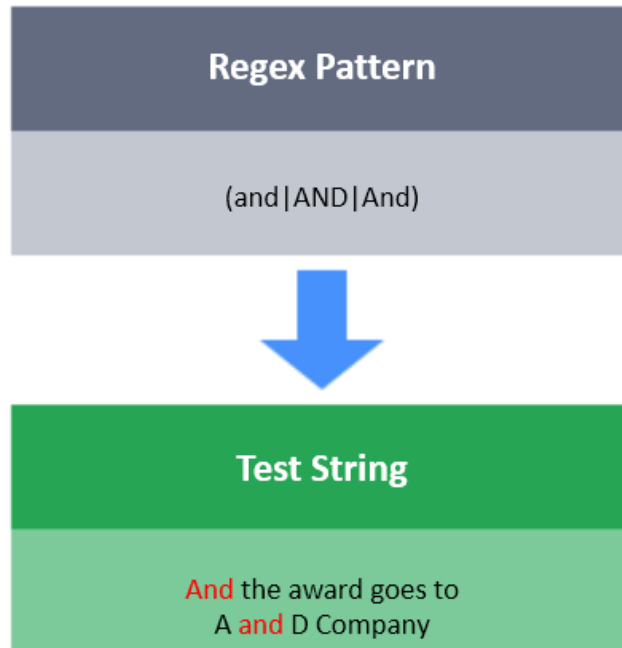 Regex Pattern
(and|AND|And)
Test String
And the award goes to
A and D Company